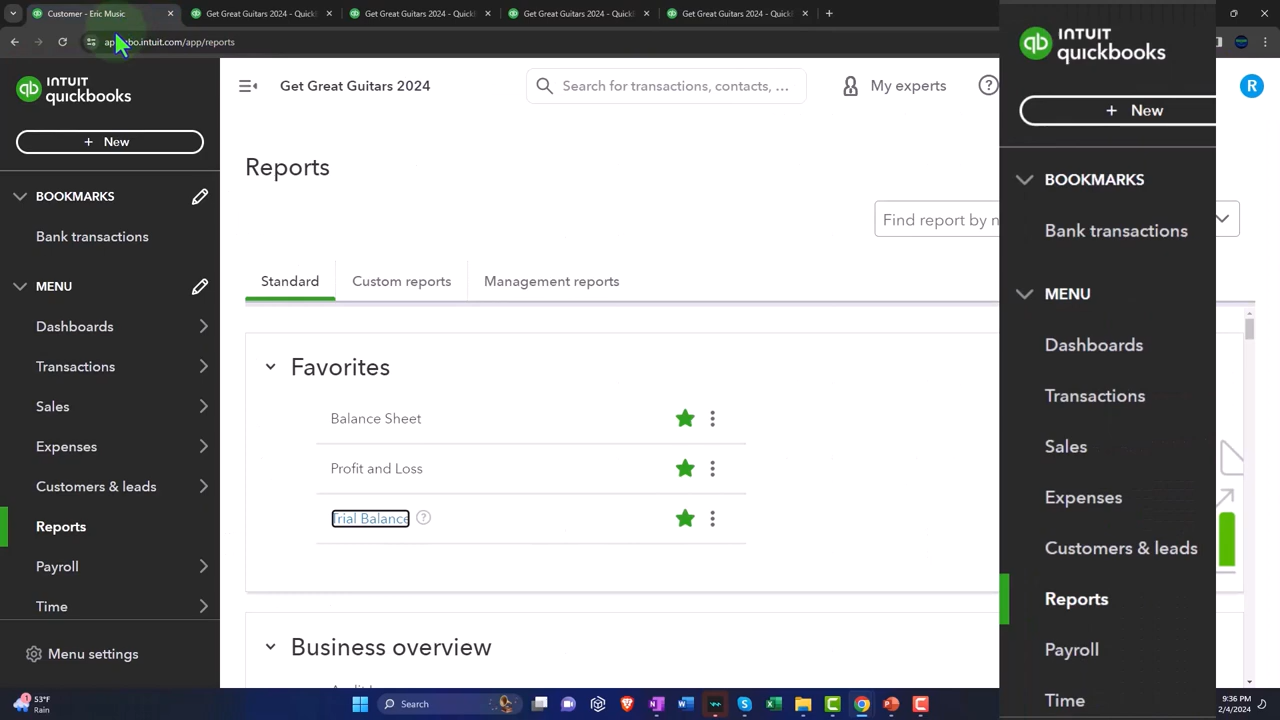 Customer - Eric Music
Get Great Guitars 2024 - Quick
Get Great Guitars 2024 - Quick
Get Great Guitars 2024 - Quick
Get Great Guitars 2024 - Quick
qbo.intuit.com/app/reports
INTUIT
quickbooks
+ New
BOOKMARKS
Bank transactions
MENU
Dashboards
Transactions
Sales
Expenses
Customers & leads
Reports
Payroll
Time
Menu settings
Get Great Guitars 2024
Search for transactions, contacts, ...
My experts
R
Reports
Find report by n
Standard
Custom reports
Management reports
Favorites
Balance Sheet
Profit and Loss
Trial Balance
Business overview
INTUIT
quickbooks
+ New
BOOKMARKS
Bank transactions
MENU
Dashboards
Transactions
Sales
Expenses
Customers & leads
Reports
Payroll
Time
53°F
Rain
Search
9:36 PM
2/4/2024